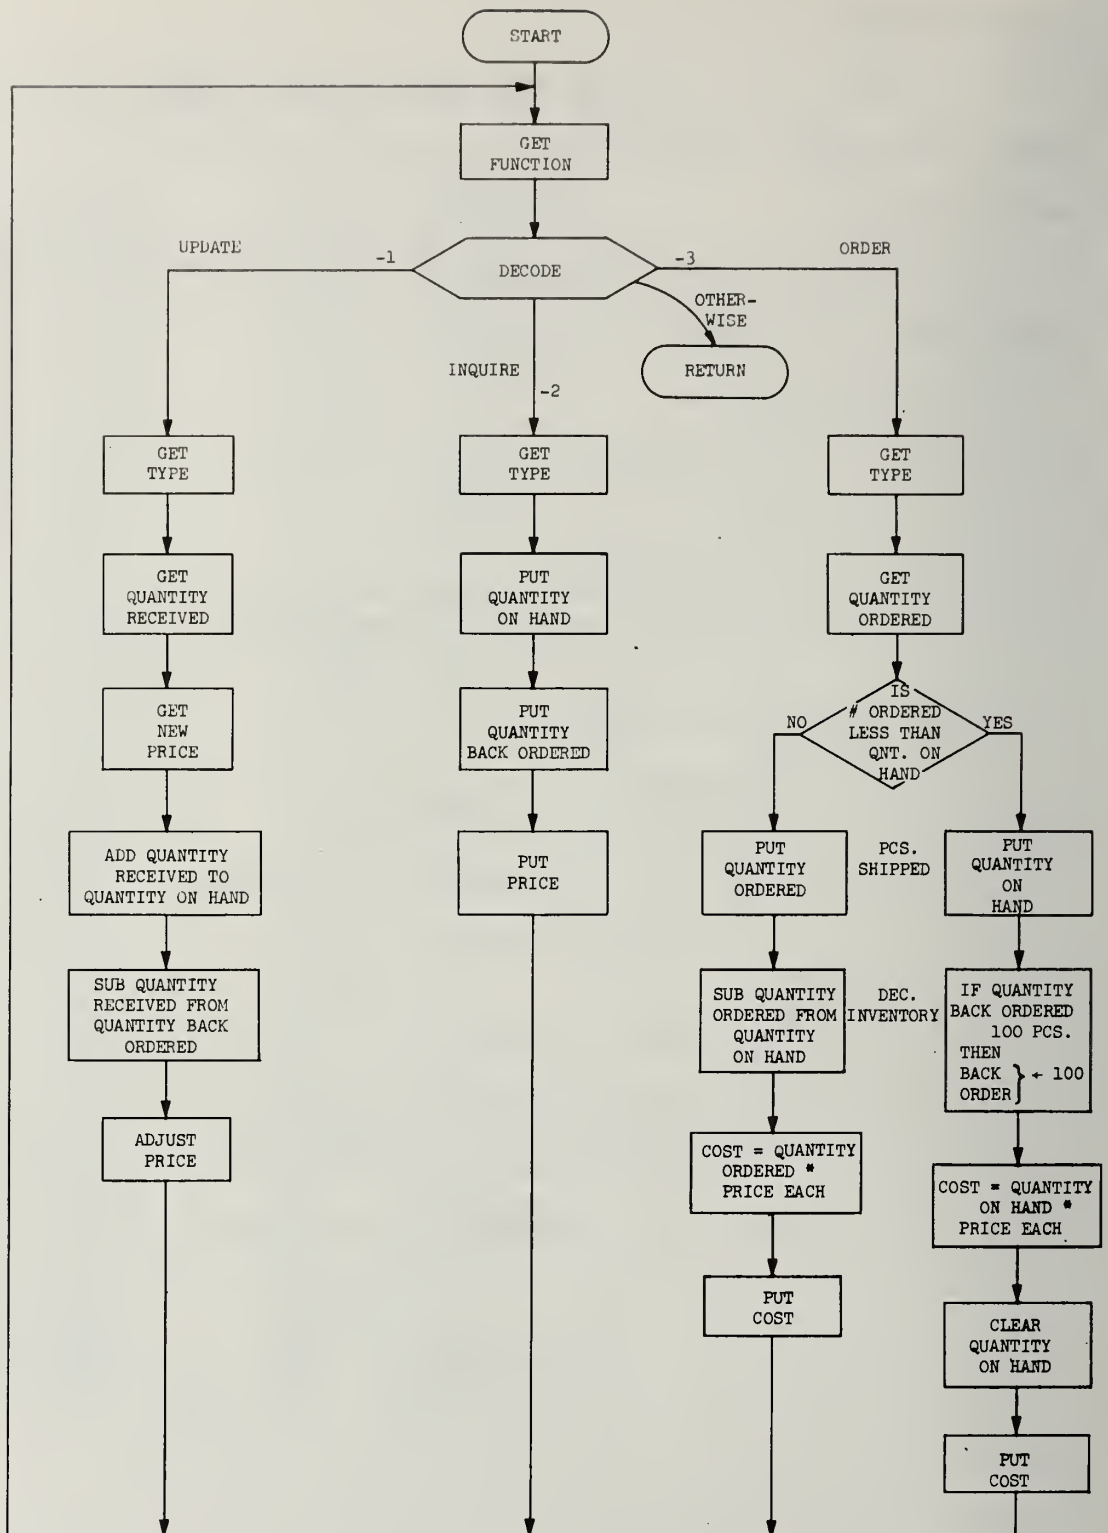 START
GET
FUNCTION
DECODE
UPDATE
-1
-3
ORDER
OTHER-
WISE
RETURN
INQUIRE
-2
GET
TYPE
GET
QUANTITY
RECEIVED
GET
NEW
PRICE
ADD QUANTITY
RECEIVED TO
QUANTITY ON HAND
SUB QUANTITY
RECEIVED FROM
QUANTITY BACK
ORDERED
ADJUST
PRICE
GET
TYPE
PUT
QUANTITY
ON HAND
PUT
QUANTITY
BACK ORDERED
PUT
PRICE
GET
TYPE
GET
QUANTITY
ORDERED
IS
# ORDERED
LESS THAN
QNT. ON
HAND
NO
YES
PUT
QUANTITY
ORDERED
PCS.
SHIPPED
PUT
QUANTITY
ON
HAND
SUB QUANTITY
ORDERED FROM
QUANTITY
ON HAND
DEC.
INVENTORY
IF QUANTITY
BACK ORDERED
100 PCS.
THEN
BACK
ORDER } ← 100
COST = QUANTITY
ORDERED *
PRICE EACH
PUT
COST
COST = QUANTITY
ON HAND *
PRICE EACH
CLEAR
QUANTITY
ON HAND
PUT
COST